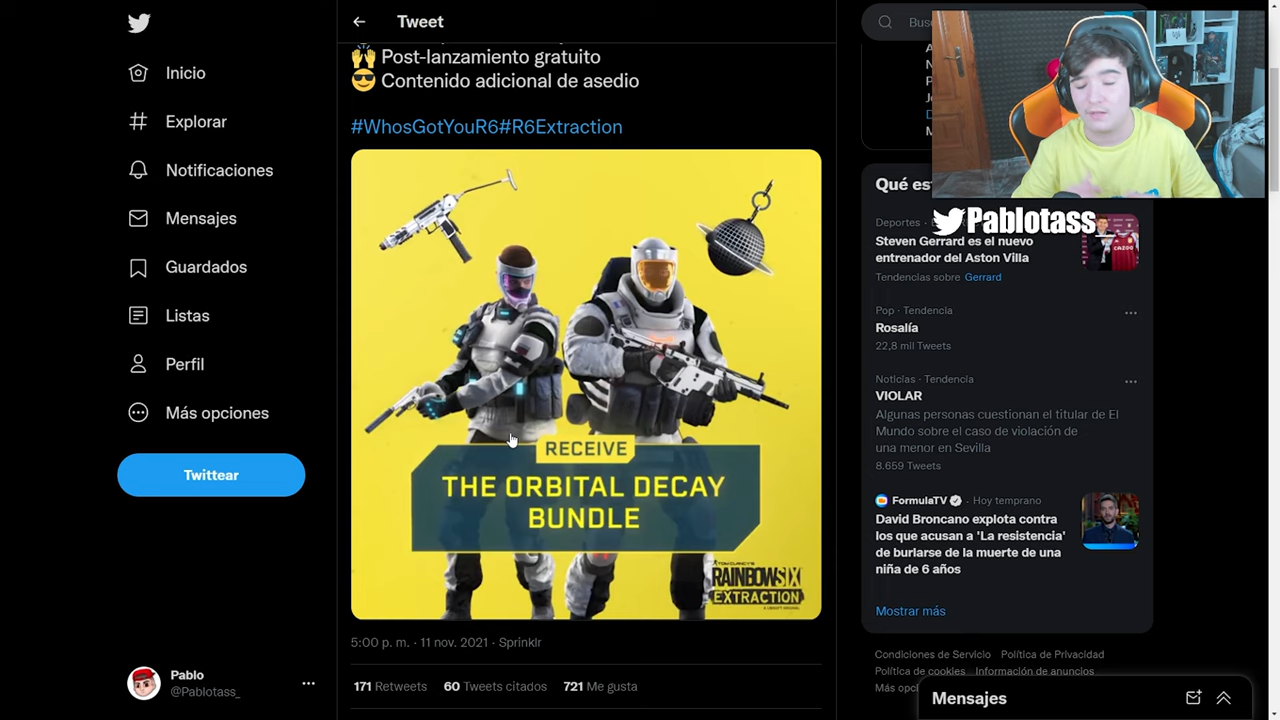 Inicio
Explorar
Notificaciones
Mensajes
Guardados
Listas
Perfil
Más opciones
Twittear
Pablo
@Pablotass_
Tweet
Post-lanzamiento gratuito
Contenido adicional de asedio
#WhosGotYouR6#R6Extraction
RECEIVE
THE ORBITAL DECAY
BUNDLE
TOM CLANCY'S
RAINBOWSIX
EXTRACTION
5:00 p. m. · 11 nov. 2021 · Sprinklr
171 Retweets 60 Tweets citados 721 Me gusta
Pablotass_
Deportes
Steven Gerrard es el nuevo
entrenador del Aston Villa
Tendencias sobre Gerrard
Pop · Tendencia
Rosalía
22,8 mil Tweets
Noticias · Tendencia
VIOLAR
Algunas personas cuestionan el titular de El
Mundo sobre el caso de violación de
una menor en Sevilla
8.659 Tweets
FormulaTV · Hoy temprano
David Broncano explota contra
los que acusan a 'La resistencia'
de burlarse de la muerte de una
niña de 6 años
Mostrar más
Condiciones de Servicio Política de Privacidad
Política de cookies Información de anuncios
Mensajes